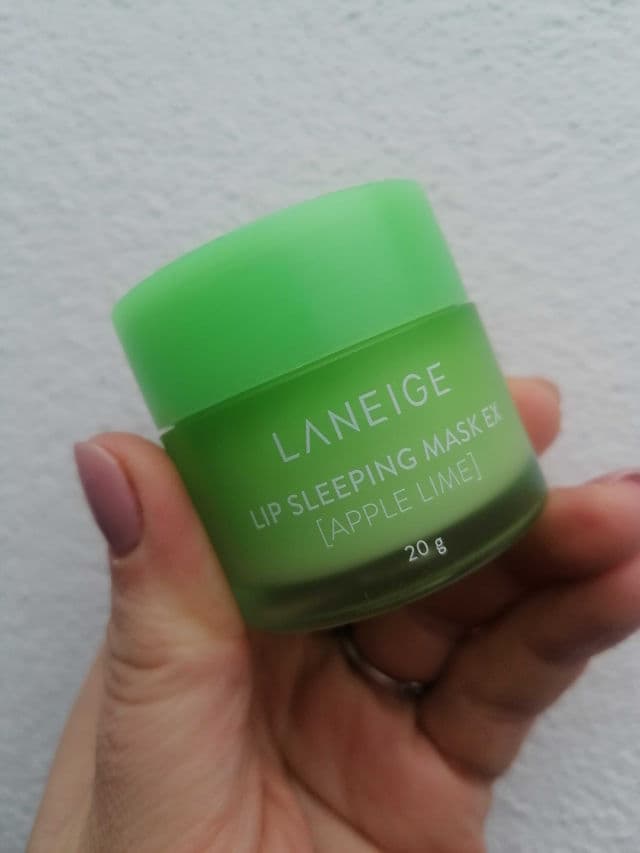 LANEIGE
LIP SLEEPING MASK EX
[APPLE LIME]
20 g